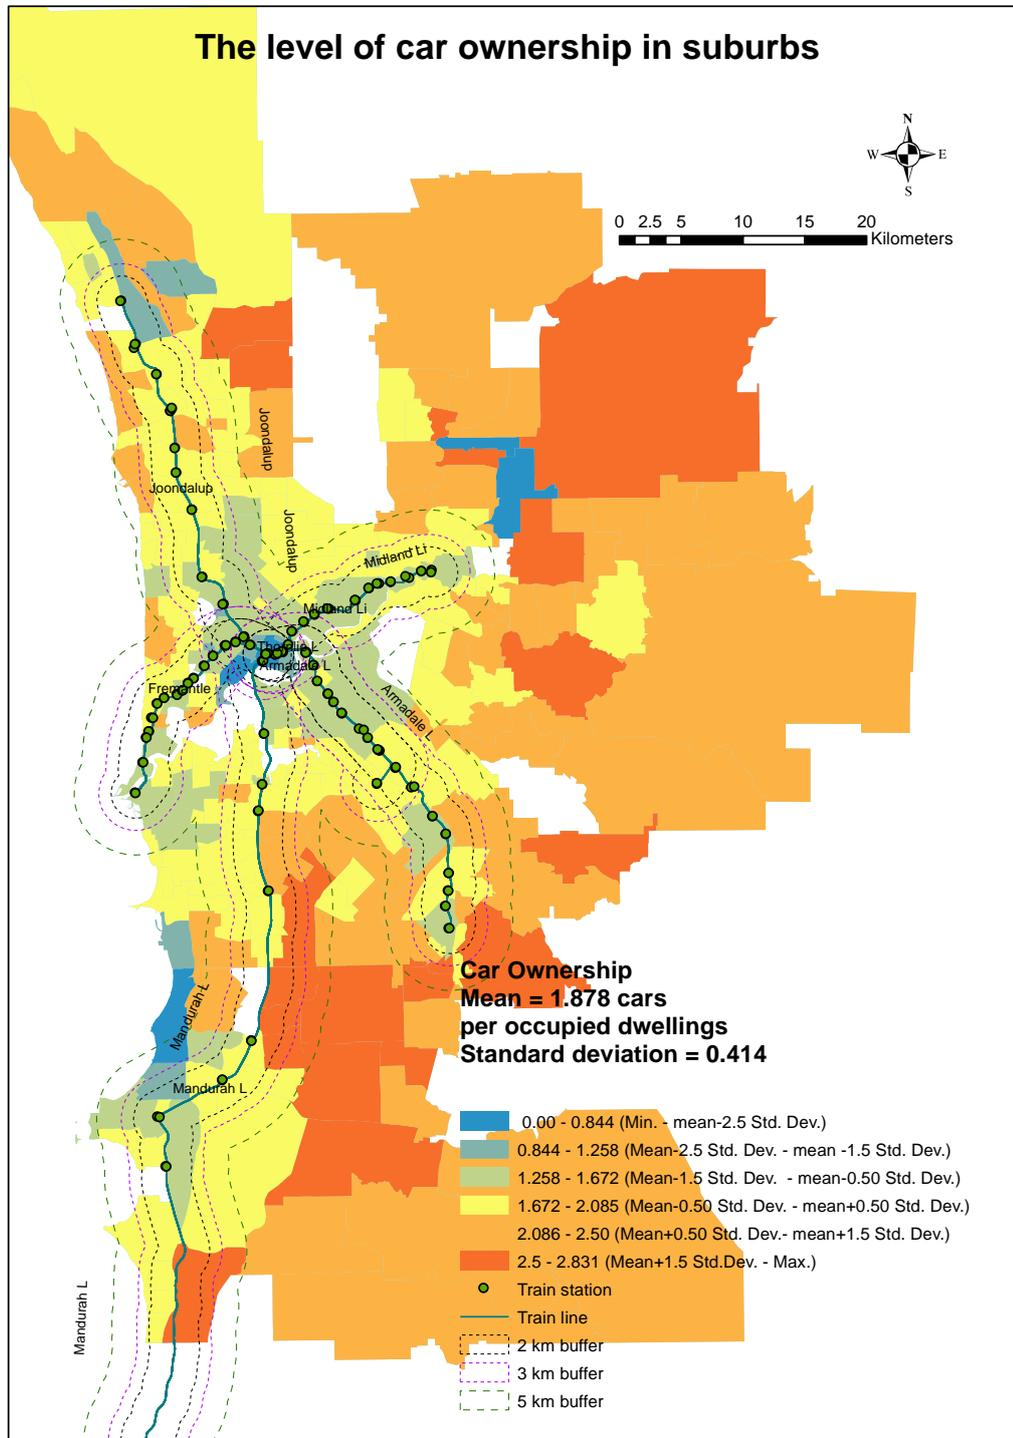 The level of car ownership in suburbs
N
W E
S
0 2.5 5 10 15 20
Kilometers
Joondalup
Joondalup
Joondalup
Midland Li
Midland Li
Thornlie L
Armadale L
Fremantle
Armadale L
Mandurah L
Mandurah L
Mandurah L
Car Ownership
Mean = 1.878 cars
per occupied dwellings
Standard deviation = 0.414
0.00 - 0.844 (Min. - mean-2.5 Std. Dev.)
0.844 - 1.258 (Mean-2.5 Std. Dev. - mean -1.5 Std. Dev.)
1.258 - 1.672 (Mean-1.5 Std. Dev.  - mean-0.50 Std. Dev.)
1.672 - 2.085 (Mean-0.50 Std. Dev. - mean+0.50 Std. Dev.)
2.086 - 2.50 (Mean+0.50 Std. Dev.- mean+1.5 Std. Dev.)
2.5 - 2.831 (Mean+1.5 Std.Dev. - Max.)
Train station
Train line
2 km buffer
3 km buffer
5 km buffer